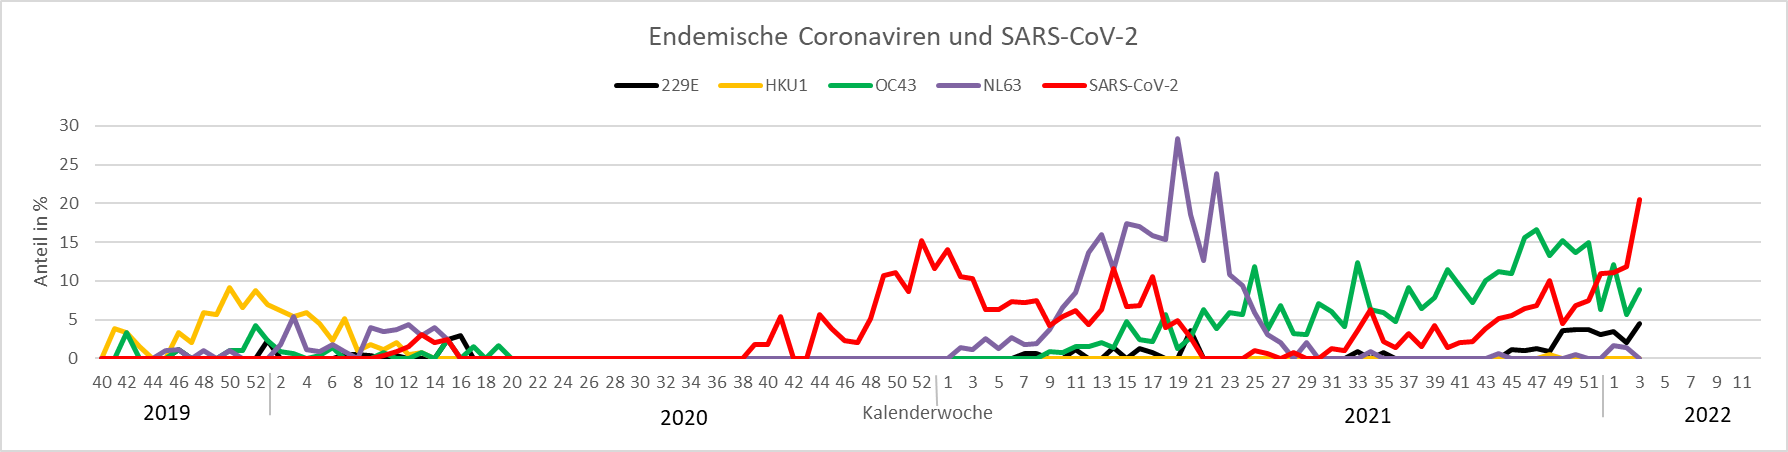 Endemische Coronaviren und SARS-CoV-2
229E HKU1 OC43 NL63 SARS-CoV-2
Anteil in %
30
25
20
15
10
5
0
40 42 44 46 48 50 52 2 4 6 8 10 12 14 16 18 20 22 24 26 28 30 32 34 36 38 40 42 44 46 48 50 52 1 3 5 7 9 11 13 15 17 19 21 23 25 27 29 31 33 35 37 39 41 43 45 47 49 51 1 3 5 7 9 11
2019 2020 Kalenderwoche 2021 2022